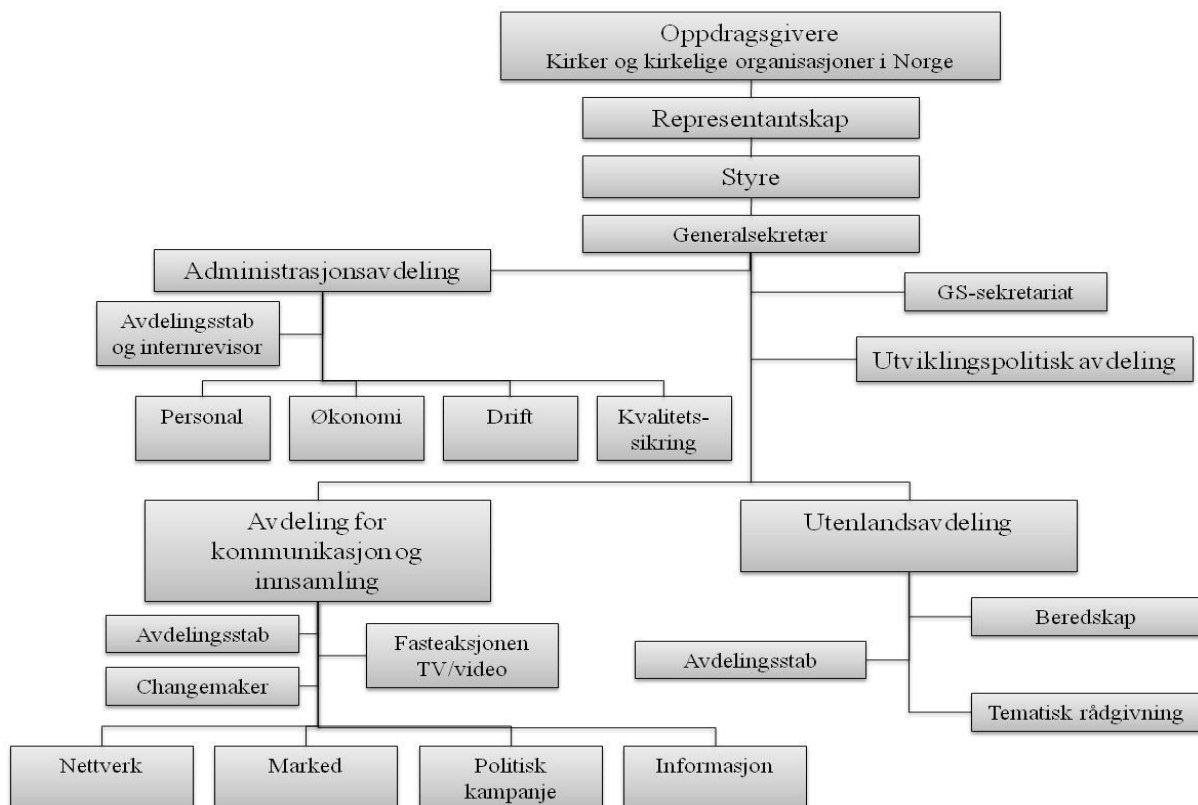 Oppdragsgivere
Kirker og kirkelige organisasjoner i Norge
Representantskap
Styre
Generalsekretær
Administrasjonsavdeling
GS-sekretariat
Avdelingsstab
og internrevisor
Utviklingspolitisk avdeling
Personal
Økonomi
Drift
Kvalitets-
sikring
Avdeling for
kommunikasjon og
innsamling
Utenlandsavdeling
Avdelingsstab
Fasteaksjonen
TV/video
Changemaker
Beredskap
Avdelingsstab
Tematisk rådgivning
Nettverk
Marked
Politisk
kampanje
Informasjon